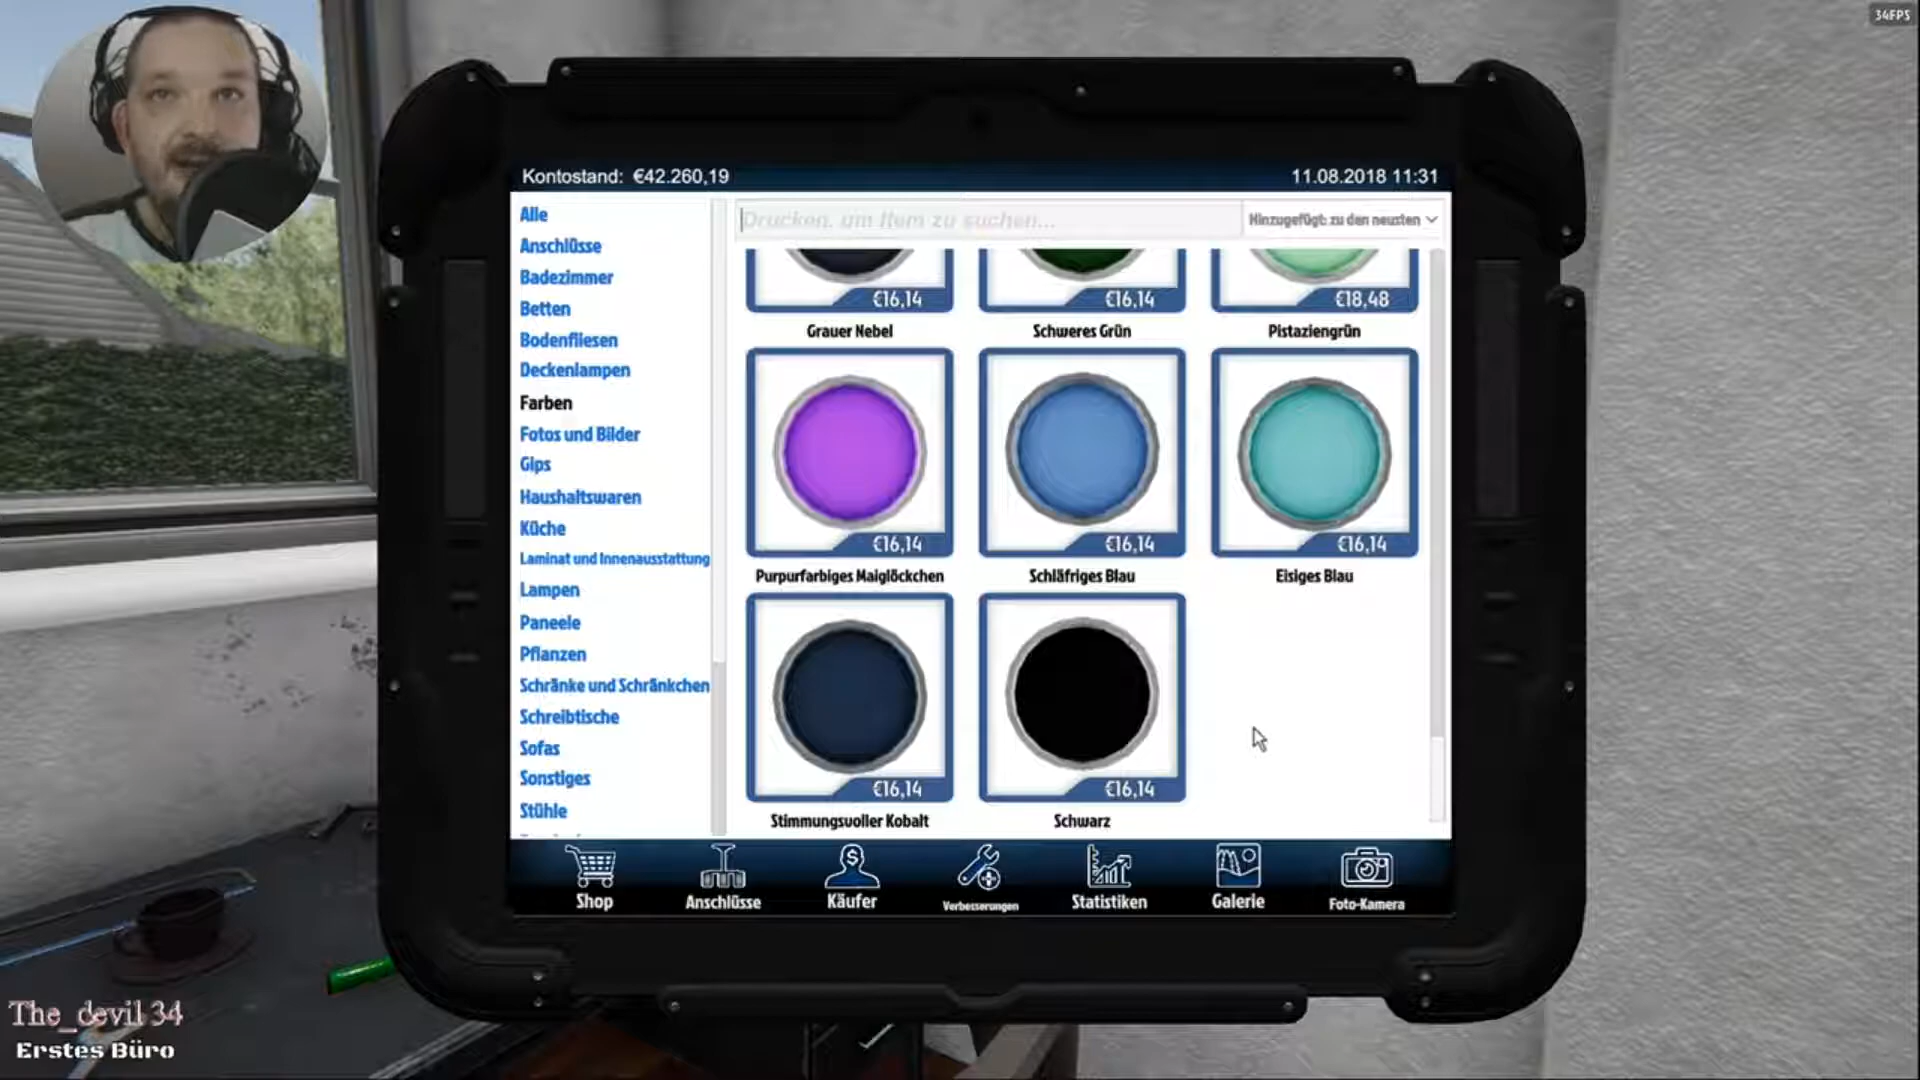 34FPS
Kontostand: €42.260,19
11.08.2018 11:31
Drucken, um Item zu suchen...
Hinzugefügt: zu den neusten
Alle
Anschlüsse
Badezimmer
Betten
Bodenfliesen
Deckenlampen
Farben
Fotos und Bilder
Gips
Haushaltswaren
Küche
Laminat und Innenausstattung
Lampen
Paneele
Pflanzen
Schränke und Schränkchen
Schreibtische
Sofas
Sonstiges
Stühle
€16,14
€16,14
€18,48
Grauer Nebel
Schweres Grün
Pistaziengrün
€16,14
€16,14
€16,14
Purpurfarbiges Maiglöckchen
Schläfriges Blau
Eisiges Blau
€16,14
€16,14
Stimmungsvoller Kobalt
Schwarz
Shop
Anschlüsse
Käufer
Verbesserungen
Statistiken
Galerie
Foto-Kamera
The_devil 34
Erstes Büro